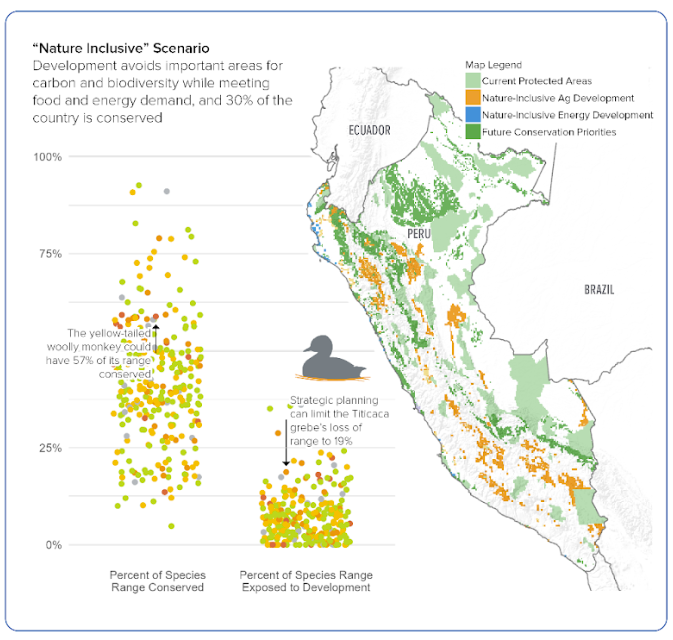 “Nature Inclusive” Scenario
Development avoids important areas for
carbon and biodiversity while meeting
food and energy demand, and 30% of the
country is conserved
Map Legend
Current Protected Areas
Nature-Inclusive Ag Development
Nature-Inclusive Energy Development
Future Conservation Priorities
ECUADOR
PERU
BRAZIL
100%
75%
25%
0%
The yellow-tailed
woolly monkey could
have 57% of its range
conserved
Strategic planning
can limit the Titicaca
grebe's loss of
range to 19%
Percent of Species
Range Conserved
Percent of Species Range
Exposed to Development